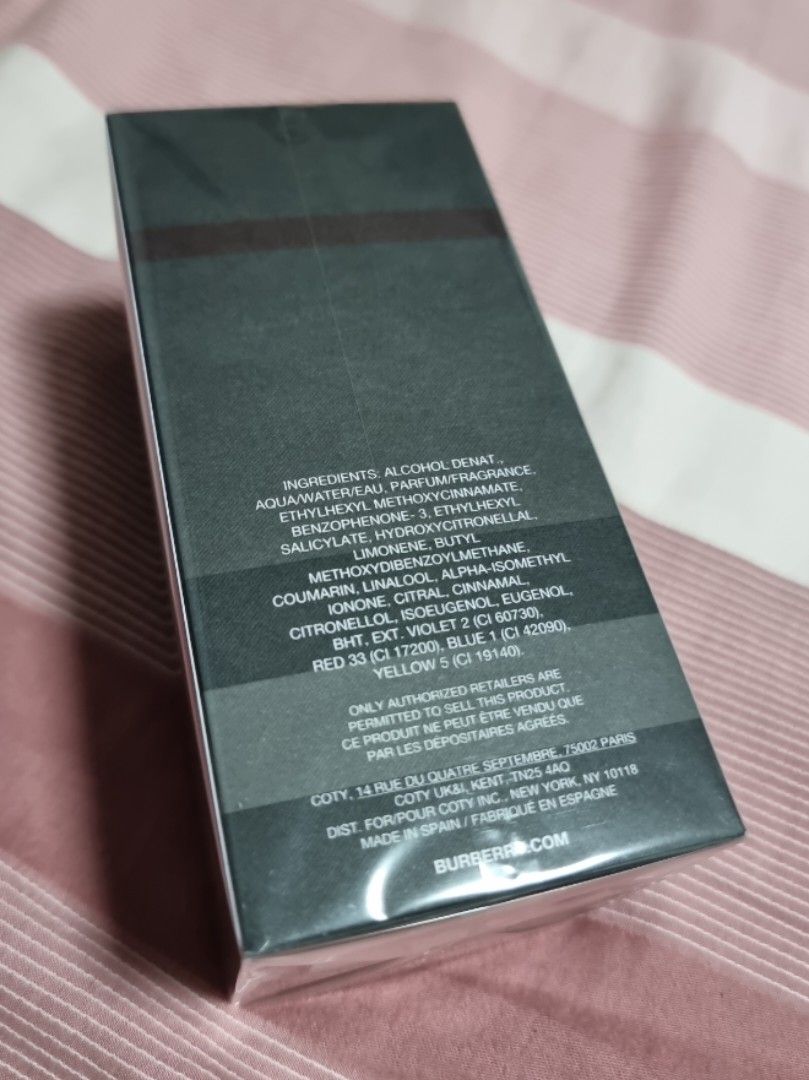 INGREDIENTS: ALCOHOL DENAT.,
AQUA/WATER/EAU, PARFUM/FRAGRANCE,
ETHYLHEXYL METHOXYCINNAMATE,
BENZOPHENONE- 3, ETHYLHEXYL
SALICYLATE, HYDROXYCITRONELLAL,
LIMONENE, BUTYL
METHOXYDIBENZOYLMETHANE,
COUMARIN, LINALOOL, ALPHA-ISOMETHYL
IONONE, CITRAL, CINNAMAL,
CITRONELLOL, ISOEUGENOL, EUGENOL,
BHT, EXT. VIOLET 2 (CI 60730),
RED 33 (CI 17200), BLUE 1 (CI 42090),
YELLOW 5 (CI 19140).
ONLY AUTHORIZED RETAILERS ARE
PERMITTED TO SELL THIS PRODUCT.
CE PRODUIT NE PEUT ÊTRE VENDU QUE
PAR LES DÉPOSITAIRES AGRÉÉS.
COTY, 14 RUE DU QUATRE SEPTEMBRE, 75002 PARIS
COTY UK&I, KENT, TN25 4AQ
DIST. FOR/POUR COTY INC., NEW YORK, NY 10118
MADE IN SPAIN / FABRIQUÉ EN ESPAGNE
BURBERRY.COM